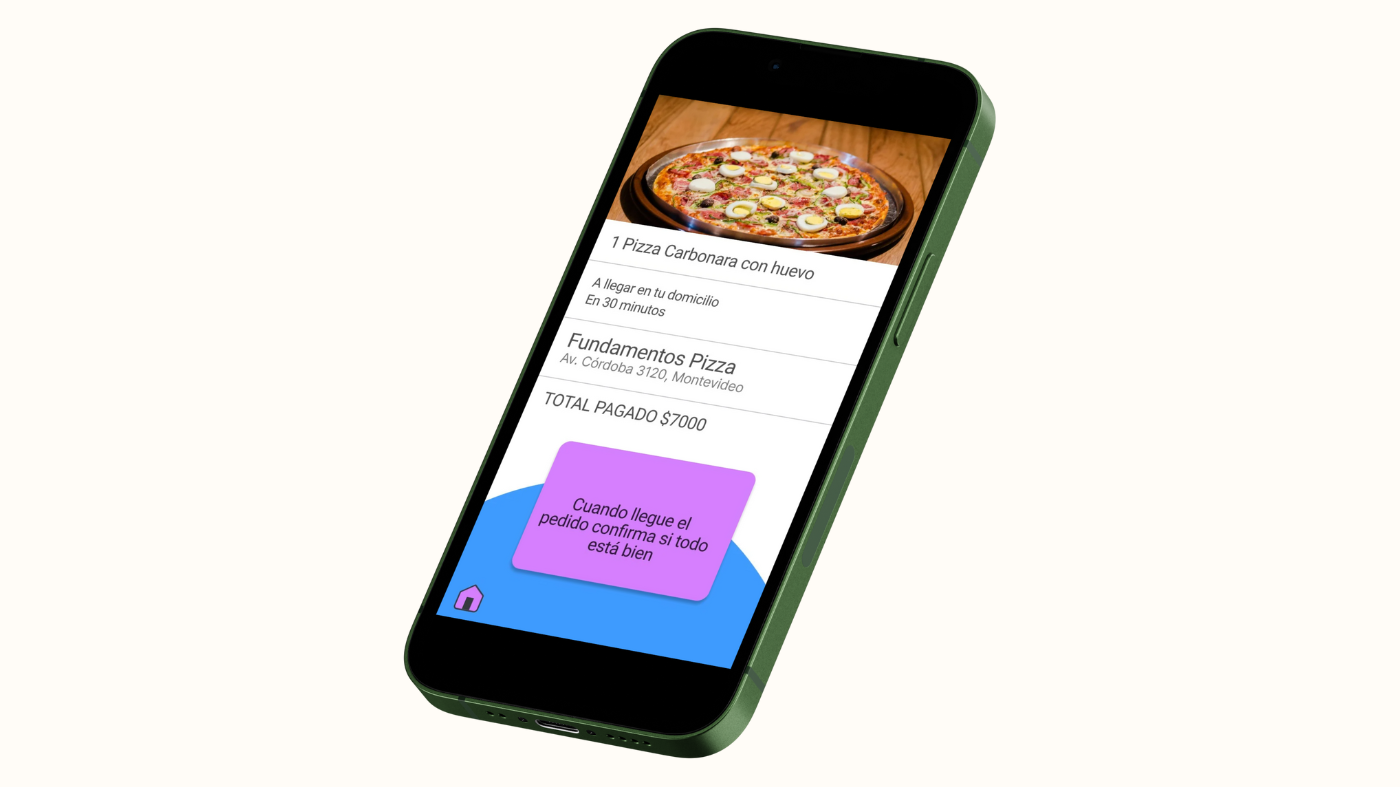 1 Pizza Carbonara con huevo
A llegar en tu domicilio
En 30 minutos
Fundamentos Pizza
Av. Córdoba 3120, Montevideo
TOTAL PAGADO $7000
Cuando llegue el
pedido confirma si todo
está bien